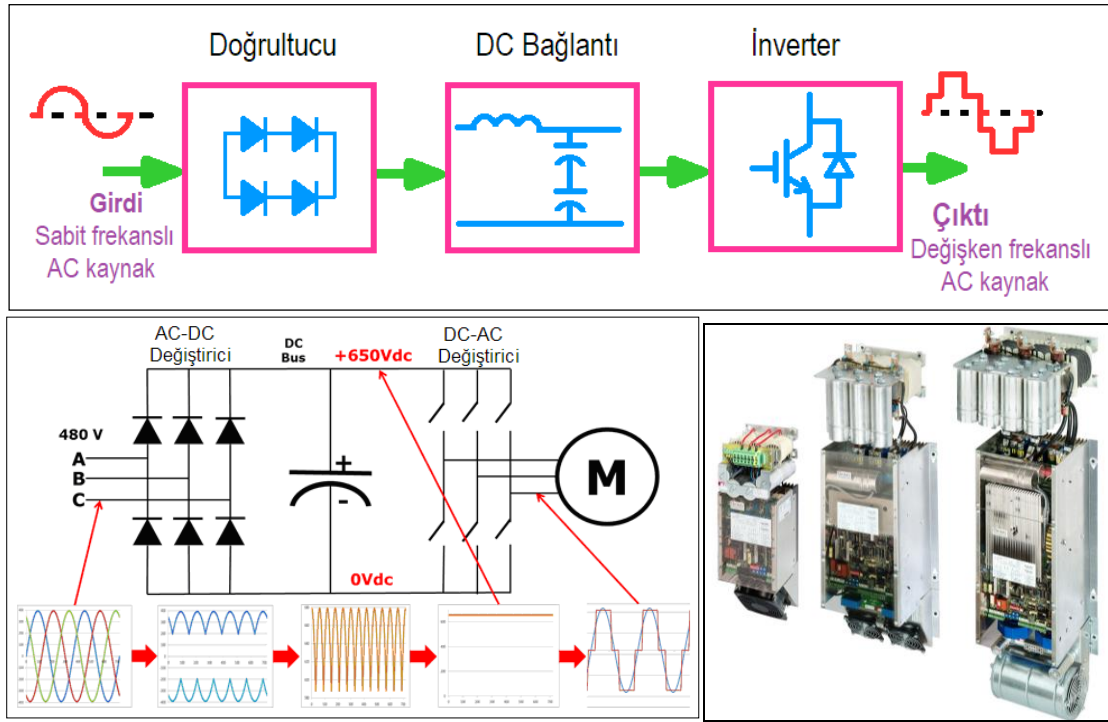 Doğrultucu
DC Bağlantı
İnverter
Girdi
Sabit frekanslı
AC kaynak
Çıktı
Değişken frekanslı
AC kaynak
AC-DC
Değiştirici
DC
Bus
+650Vdc
DC-AC
Değiştirici
480 V
A
B
C
+
-
M
0Vdc